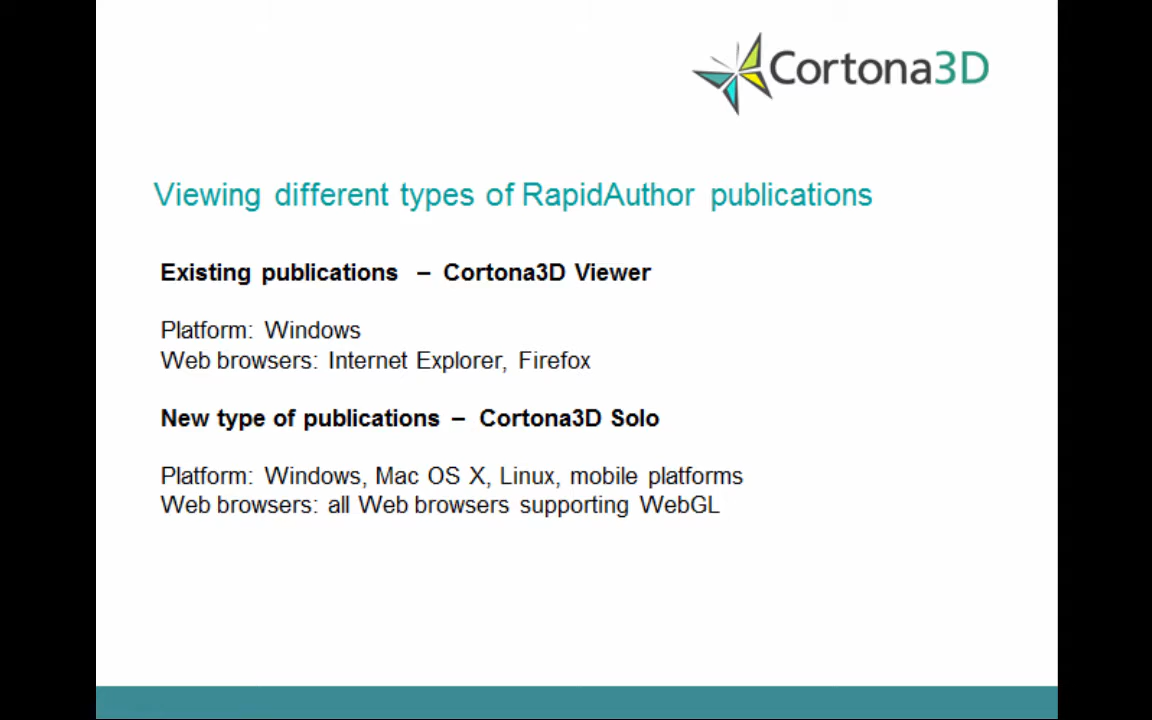 Cortona3D
Viewing different types of RapidAuthor publications
Existing publications – Cortona3D Viewer
Platform: Windows
Web browsers: Internet Explorer, Firefox
New type of publications – Cortona3D Solo
Platform: Windows, Mac OS X, Linux, mobile platforms
Web browsers: all Web browsers supporting WebGL